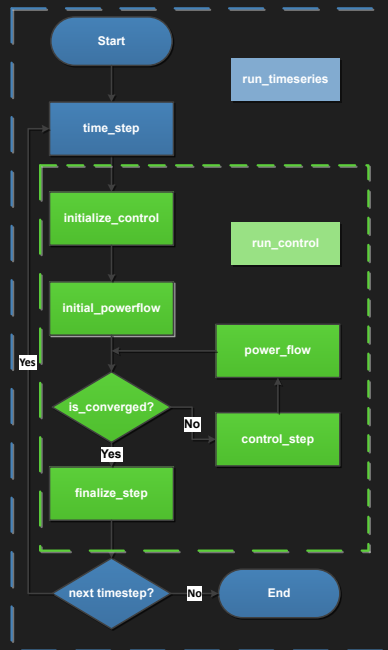 Start
run_timeseries
time_step
initialize_control
run_control
initial_powerflow
power_flow
Yes
is_converged?
No
control_step
Yes
finalize_step
next timestep?
No
End